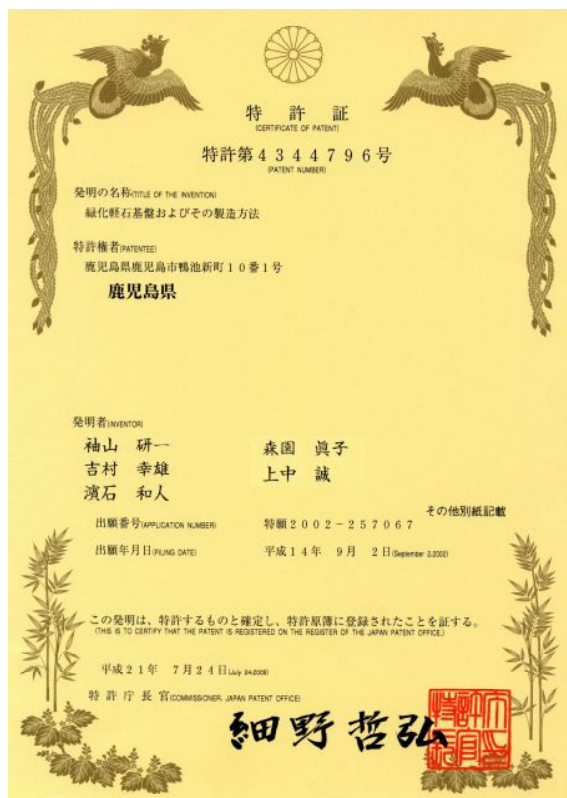 特許証
(CERTIFICATE OF PATENT)
特許第4344796号
(PATENT NUMBER)
発明の名称(TITLE OF THE INVENTION)
緑化軽石基盤およびその製造方法
特許権者(PATENTEE)
鹿児島県鹿児島市鴨池新町10番1号
鹿児島県
発明者(INVENTOR)
袖山 研一 森園 眞子
吉村 幸雄 上中 誠
濵石 和人
その他別紙記載
出願番号(APPLICATION NUMBER) 特願2002-257067
出願年月日(FILING DATE) 平成14年 9月 2日(September 2,2002)
この発明は、特許するものと確定し、特許原簿に登録されたことを証する。
(THIS IS TO CERTIFY THAT THE PATENT IS REGISTERED ON THE REGISTER OF THE JAPAN PATENT OFFICE.)
平成21年 7月24日(July 24,2009)
特許庁長官(COMMISSIONER, JAPAN PATENT OFFICE)
細野哲弘